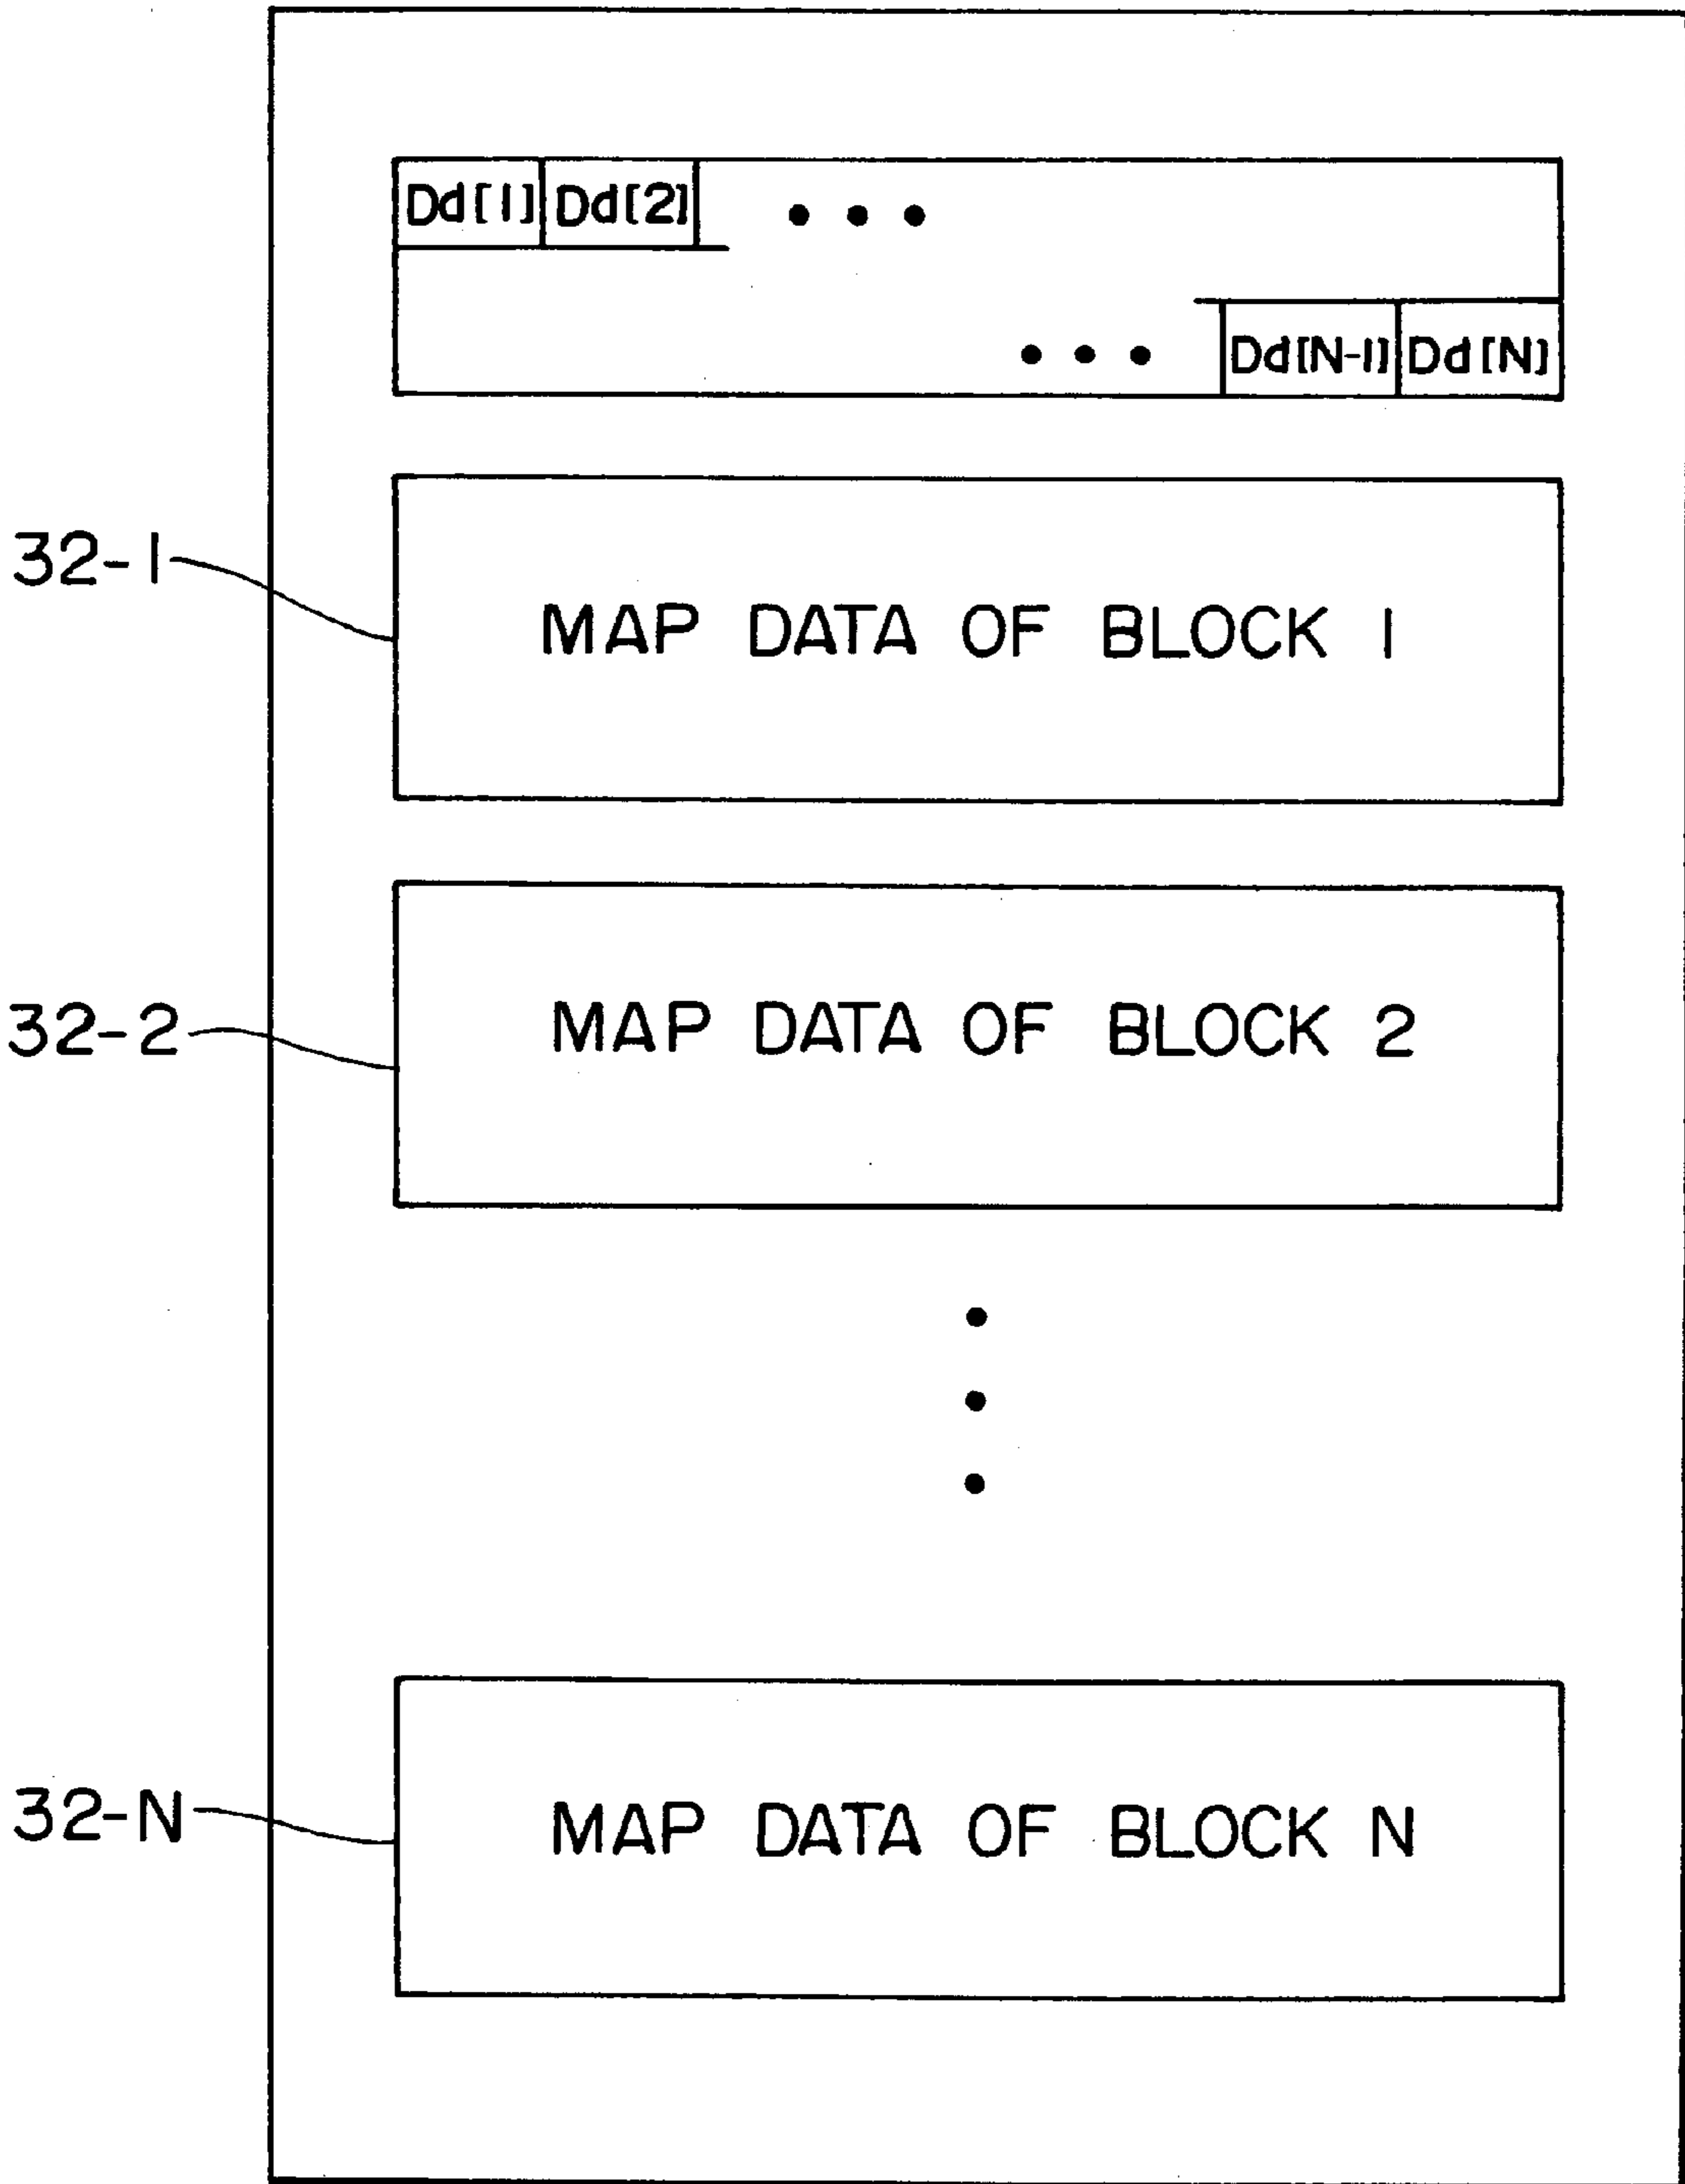 Dd[1] Dd[2] • • •
• • • Dd[N-1] Dd[N]
32-1
MAP DATA OF BLOCK 1
32-2
MAP DATA OF BLOCK 2
32-N
MAP DATA OF BLOCK N